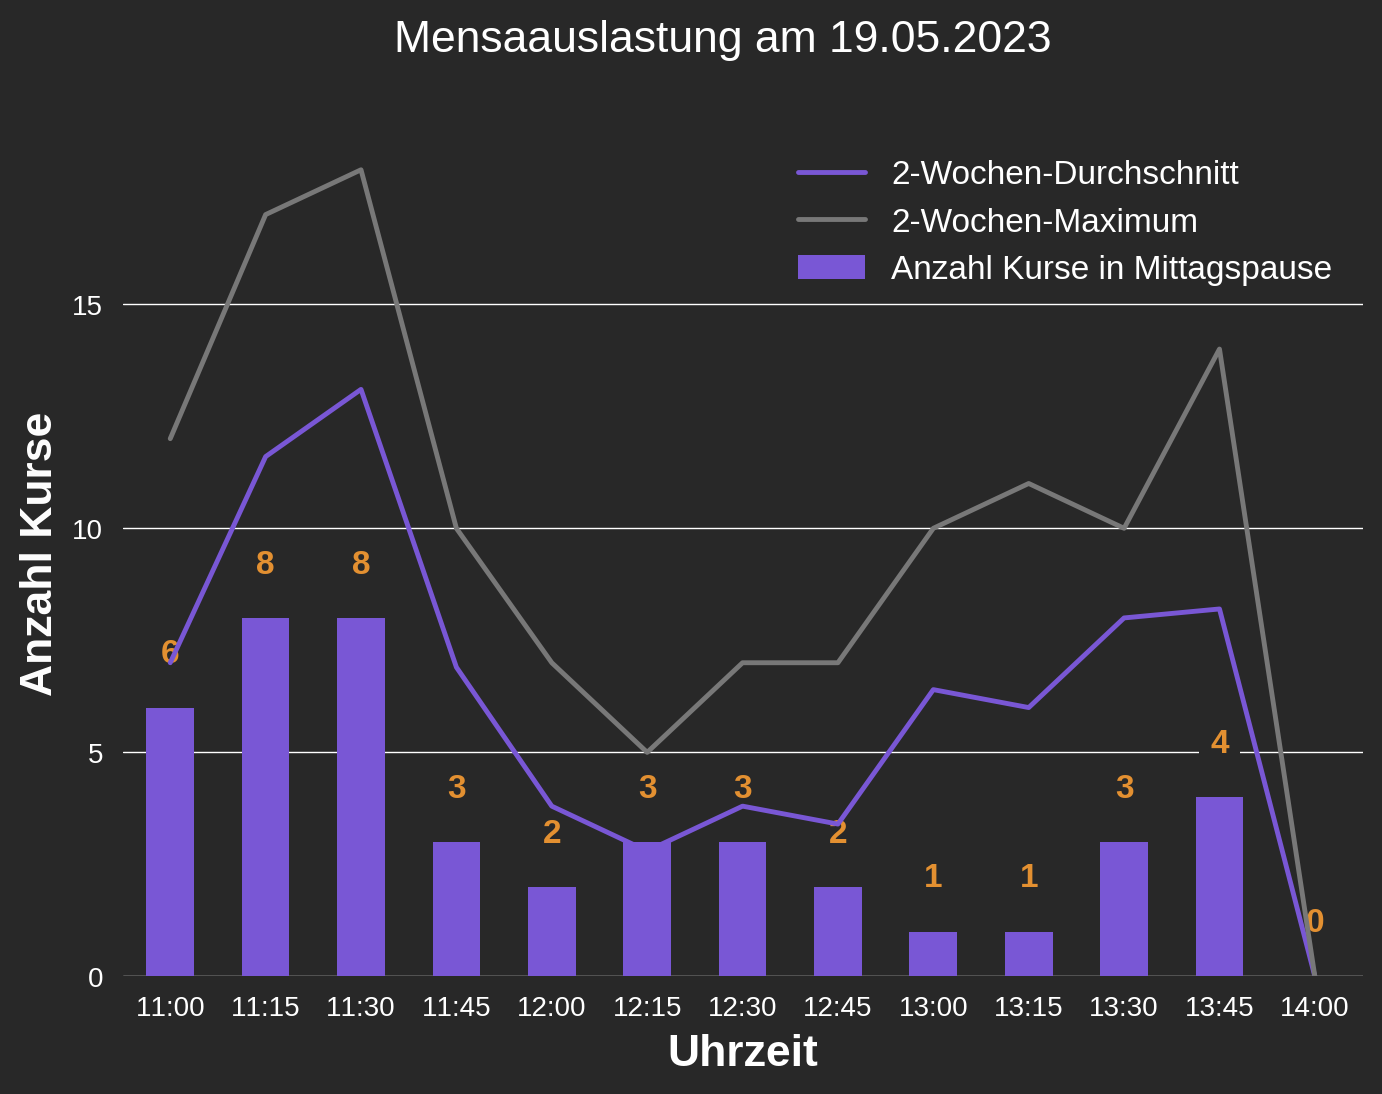 Mensaauslastung am 19.05.2023
2-Wochen-Durchschnitt
2-Wochen-Maximum
Anzahl Kurse in Mittagspause
Anzahl Kurse
15
10
5
0
6
8
8
3
2
3
3
2
1
1
3
4
0
11:00 11:15 11:30 11:45 12:00 12:15 12:30 12:45 13:00 13:15 13:30 13:45 14:00
Uhrzeit